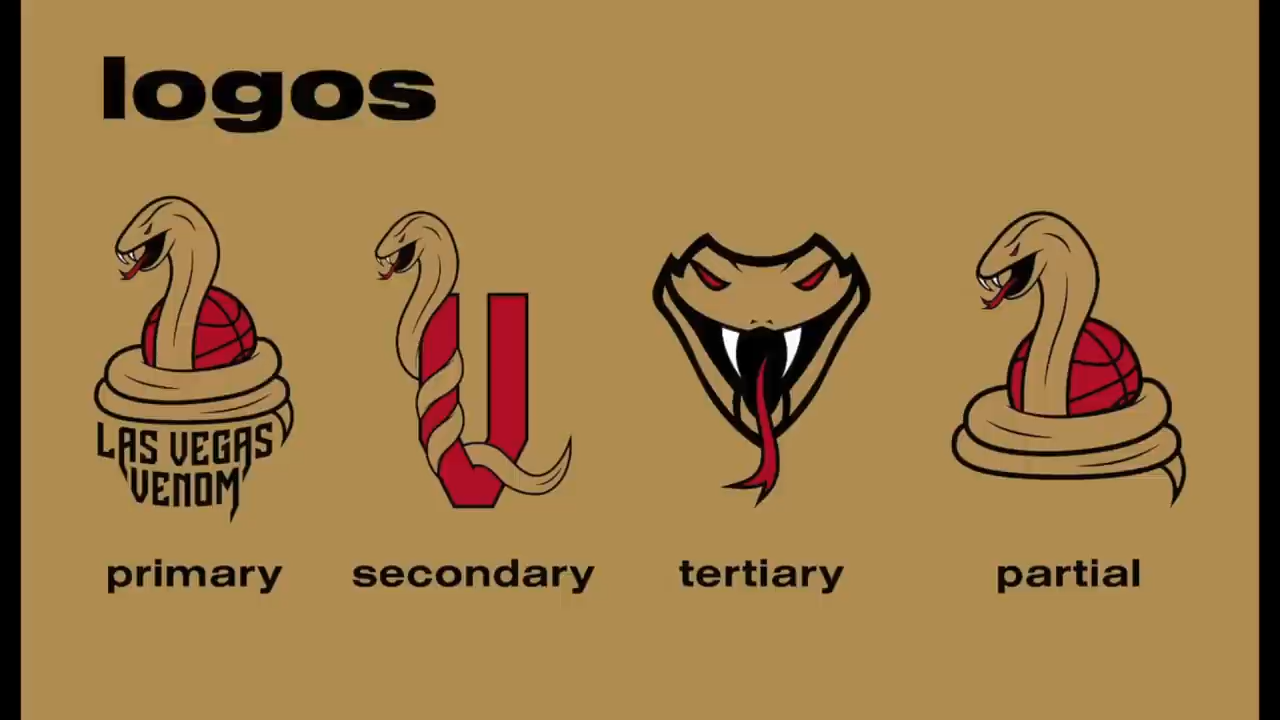 logos
LAS VEGAS
VENOM
primary
secondary
tertiary
partial